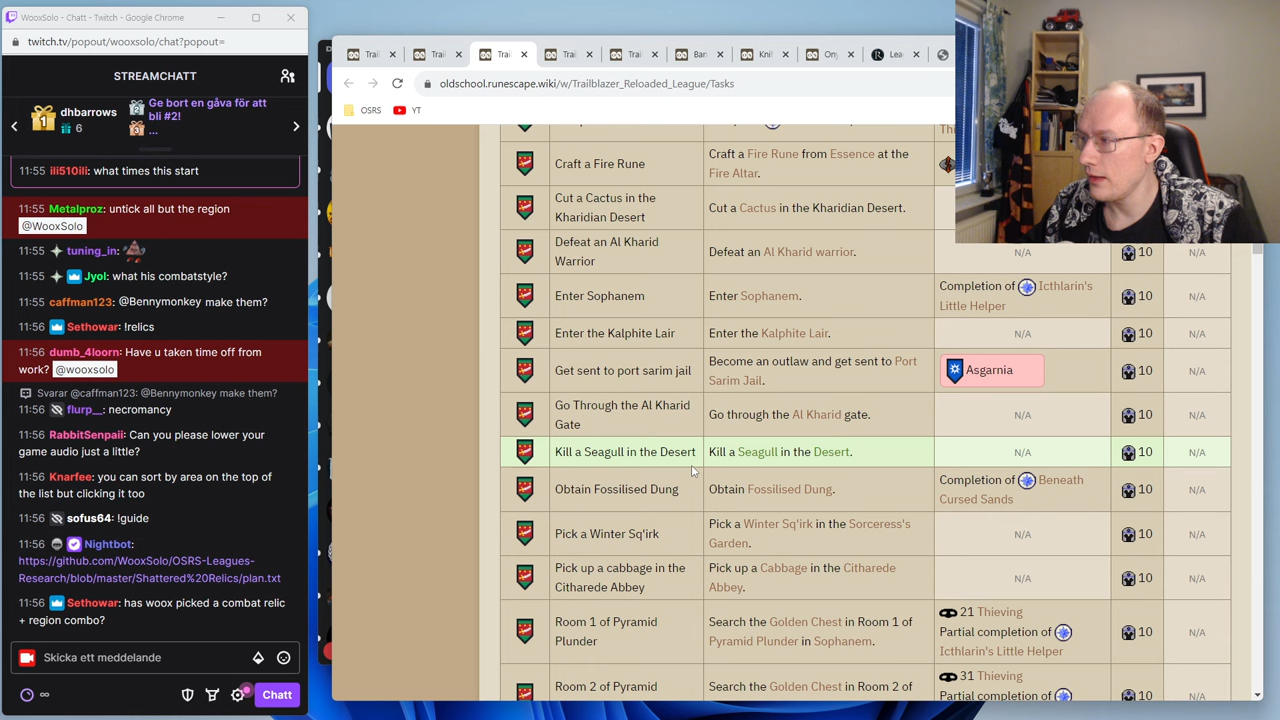 WooxSolo - Chatt - Twitch - Google Chrome
twitch.tv/popout/wooxsolo/chat?popout=
STREAMCHATT
dhbarrows
6
Ge bort en gåva för att
bli #2!
...
11:55 ili510ili: what times this start
11:55 Metalproz: untick all but the region
@WooxSolo
11:55 tuning_in:
11:55 Jyol: what his combatstyle?
11:55 caffman123: @Bennymonkey make them?
11:56 Sethowar: !relics
11:56 dumb_4loorn: Have u taken time off from
work? @wooxsolo
Svarar @caffman123: @Bennymonkey make them?
11:56 flurp__: necromancy
11:56 RabbitSenpaii: Can you please lower your
game audio just a little?
11:56 Knarfee: you can sort by area on the top of
the list but clicking it too
11:56 sofus64: !guide
11:56 Nightbot:
https://github.com/WooxSolo/OSRS-Leagues-
Research/blob/master/Shattered%20Relics/plan.txt
11:56 Sethowar: has woox picked a combat relic
+ region combo?
Skicka ett meddelande
Chatt
Trail
Trail
Trai
Trail
Trail
Ban
Knif
Ony
Lea
oldschool.runescape.wiki/w/Trailblazer_Reloaded_League/Tasks
OSRS
YT
Craft a Fire Rune
Craft a Fire Rune from Essence at the
Fire Altar.
Cut a Cactus in the
Kharidian Desert
Cut a Cactus in the Kharidian Desert.
Defeat an Al Kharid
Warrior
Defeat an Al Kharid warrior.
N/A
10
N/A
Enter Sophanem
Enter Sophanem.
Completion of Icthlarin's
Little Helper
10
N/A
Enter the Kalphite Lair
Enter the Kalphite Lair.
N/A
10
N/A
Get sent to port sarim jail
Become an outlaw and get sent to Port
Sarim Jail.
Asgarnia
10
N/A
Go Through the Al Kharid
Gate
Go through the Al Kharid gate.
N/A
10
N/A
Kill a Seagull in the Desert
Kill a Seagull in the Desert.
N/A
10
N/A
Obtain Fossilised Dung
Obtain Fossilised Dung.
Completion of Beneath
Cursed Sands
10
N/A
Pick a Winter Sq'irk
Pick a Winter Sq'irk in the Sorceress's
Garden.
N/A
10
N/A
Pick up a cabbage in the
Citharede Abbey
Pick up a Cabbage in the Citharede
Abbey.
N/A
10
N/A
Room 1 of Pyramid
Plunder
Search the Golden Chest in Room 1 of
Pyramid Plunder in Sophanem.
21 Thieving
Partial completion of
Icthlarin's Little Helper
10
N/A
Room 2 of Pyramid
Search the Golden Chest in Room 2 of
31 Thieving
Partial completion of
10
N/A